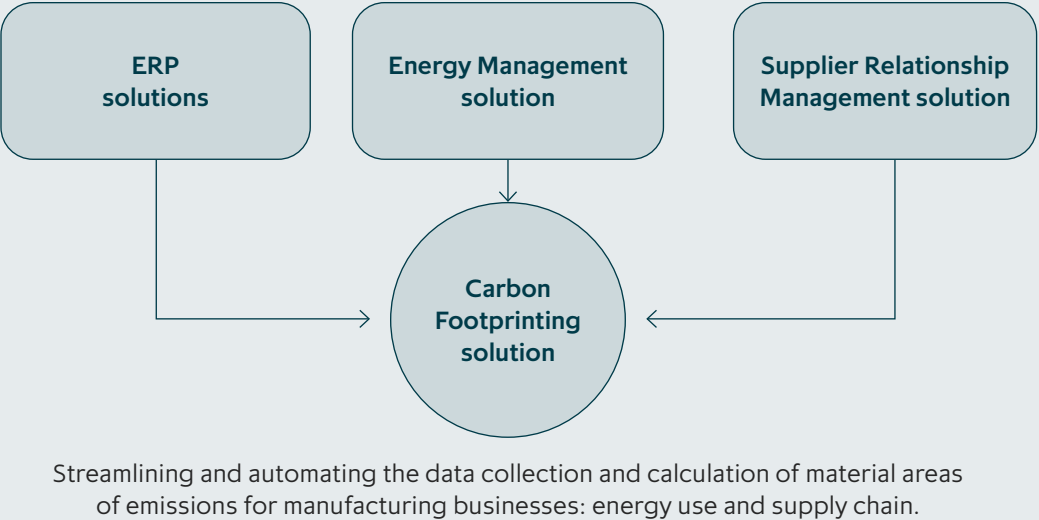 ERP
solutions
Energy Management
solution
Supplier Relationship
Management solution
Carbon
Footprinting
solution
Streamlining and automating the data collection and calculation of material areas
of emissions for manufacturing businesses: energy use and supply chain.